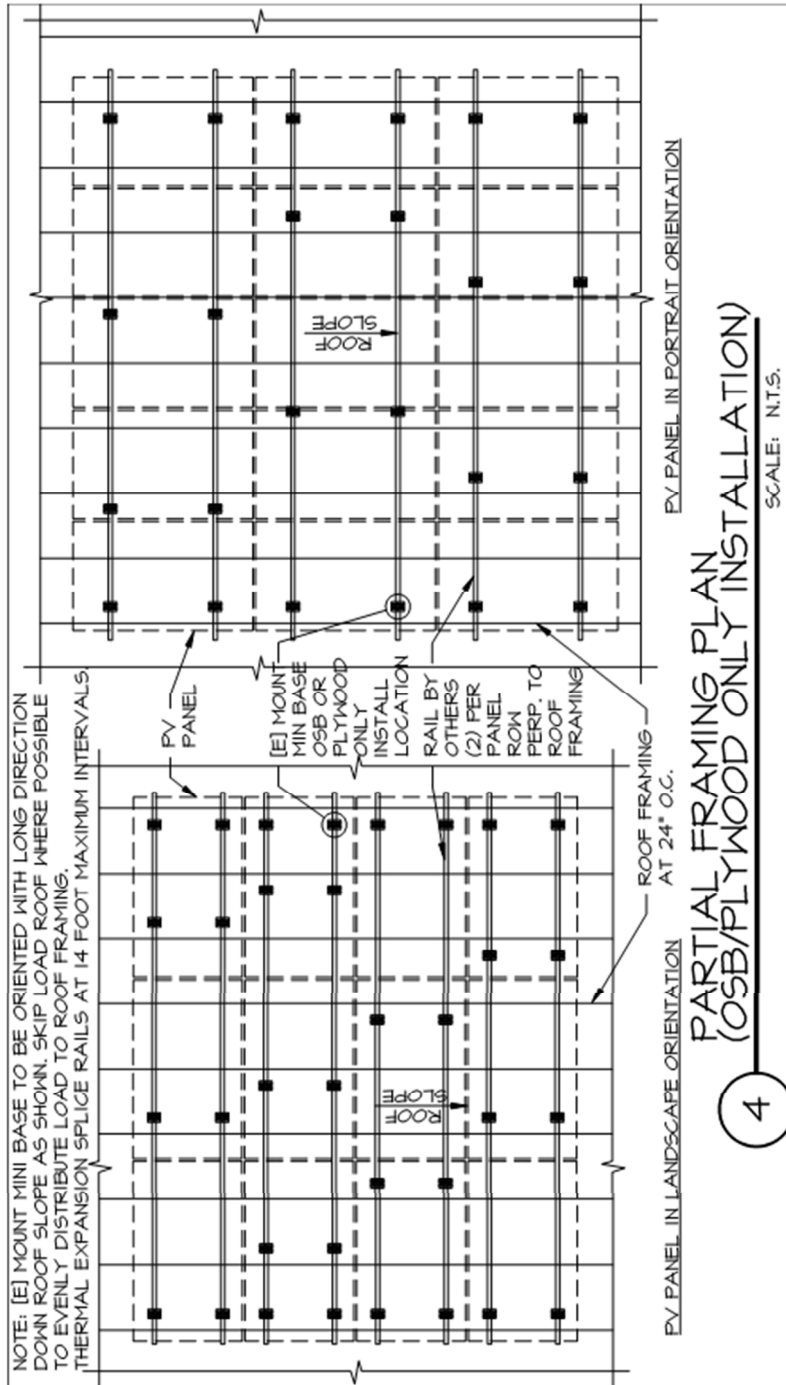 NOTE: [E] MOUNT MINI BASE TO BE ORIENTED WITH LONG DIRECTION
DOWN ROOF SLOPE AS SHOWN. SKIP LOAD ROOF WHERE POSSIBLE
TO EVENLY DISTRIBUTE LOAD TO ROOF FRAMING.
THERMAL EXPANSION SPLICE RAILS AT 14 FOOT MAXIMUM INTERVALS.
PV
PANEL
[E] MOUNT
MIN BASE
OSB OR
PLYWOOD
ONLY
INSTALL
LOCATION
RAIL BY
OTHERS
(2) PER
PANEL
ROW
PERP. TO
ROOF
FRAMING
ROOF
SLOPE
ROOF
SLOPE
ROOF FRAMING
AT 24" O.C.
PV PANEL IN LANDSCAPE ORIENTATION
PV PANEL IN PORTRAIT ORIENTATION
4
PARTIAL FRAMING PLAN
(OSB/PLYWOOD ONLY INSTALLATION)
SCALE: N.T.S.